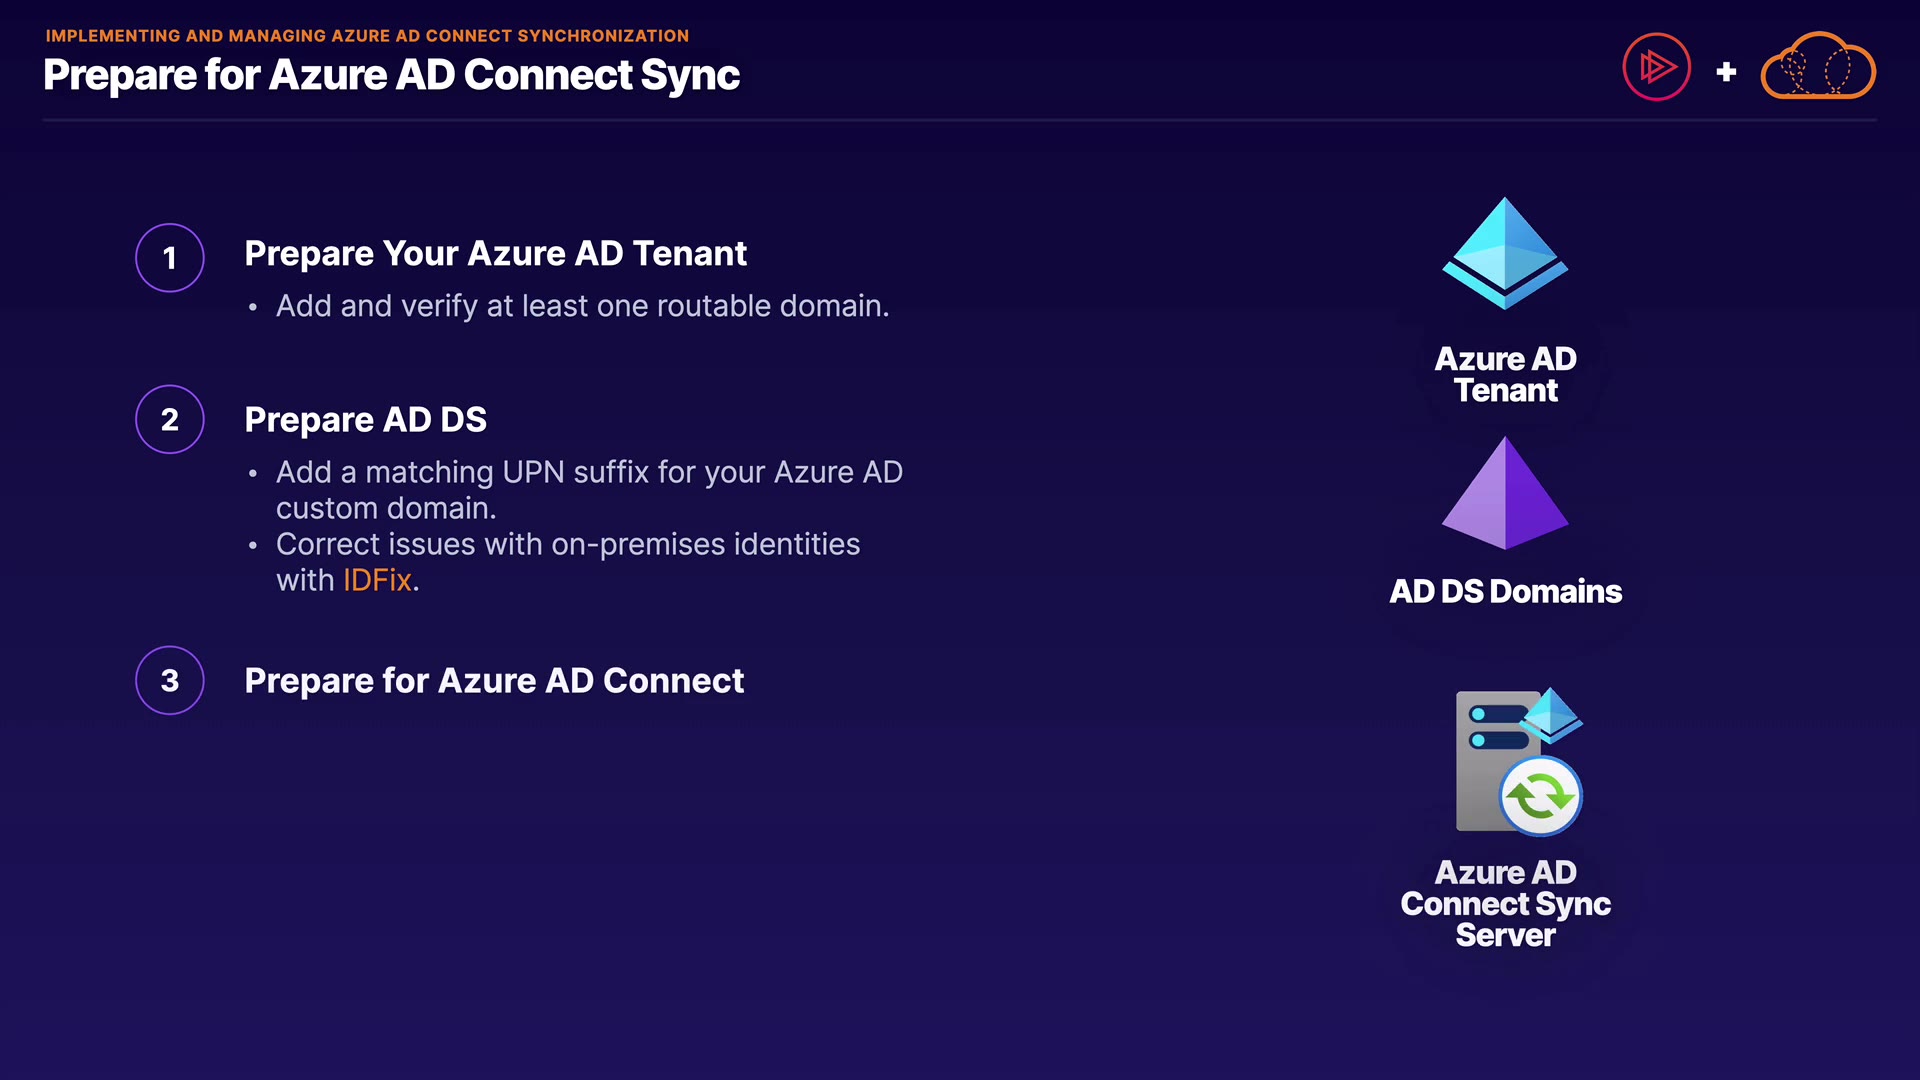 IMPLEMENTING AND MANAGING AZURE AD CONNECT SYNCHRONIZATION
Prepare for Azure AD Connect Sync
+
1
Prepare Your Azure AD Tenant
• Add and verify at least one routable domain.
2
Prepare AD DS
• Add a matching UPN suffix for your Azure AD
custom domain.
• Correct issues with on-premises identities
with IDFix.
3
Prepare for Azure AD Connect
Azure AD
Tenant
AD DS Domains
Azure AD
Connect Sync
Server